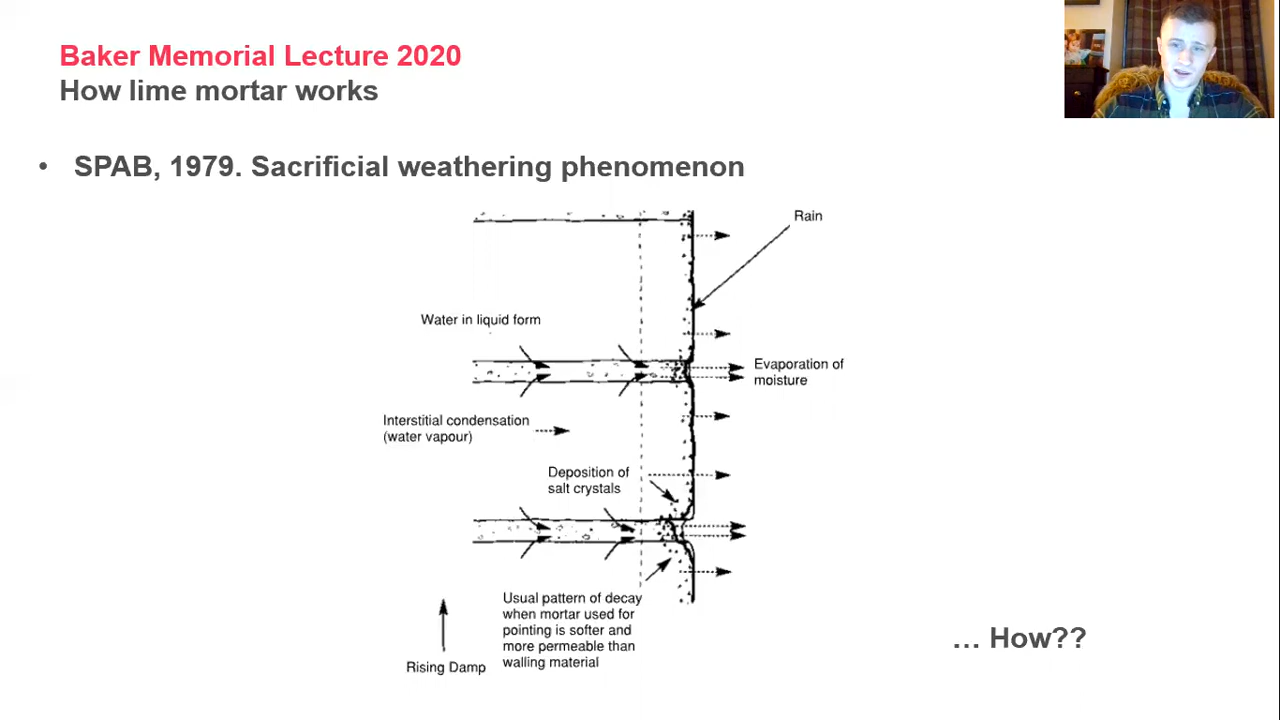 Baker Memorial Lecture 2020
How lime mortar works
• SPAB, 1979. Sacrificial weathering phenomenon
Rain
Water in liquid form
Evaporation of
moisture
Interstitial condensation
(water vapour)
Deposition of
salt crystals
Usual pattern of decay
when mortar used for
pointing is softer and
more permeable than
walling material
Rising Damp
… How??